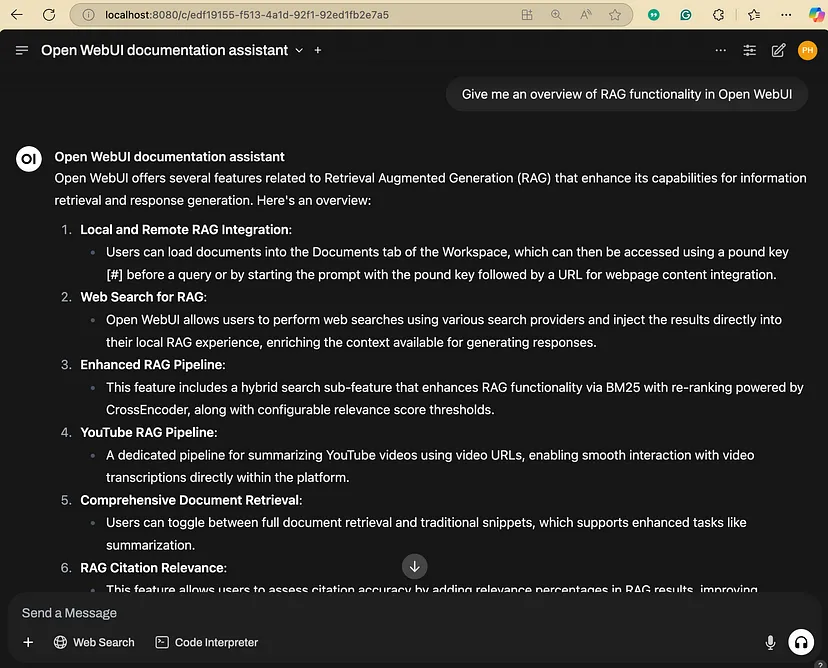 localhost:8080/c/edf19155-f513-4a1d-92f1-92ed1fb2e7a5
Open WebUI documentation assistant
PH
Give me an overview of RAG functionality in Open WebUI
OI
Open WebUI documentation assistant
Open WebUI offers several features related to Retrieval Augmented Generation (RAG) that enhance its capabilities for information
retrieval and response generation. Here's an overview:
1. Local and Remote RAG Integration:
Users can load documents into the Documents tab of the Workspace, which can then be accessed using a pound key
[#] before a query or by starting the prompt with the pound key followed by a URL for webpage content integration.
2. Web Search for RAG:
Open WebUI allows users to perform web searches using various search providers and inject the results directly into
their local RAG experience, enriching the context available for generating responses.
3. Enhanced RAG Pipeline:
This feature includes a hybrid search sub-feature that enhances RAG functionality via BM25 with re-ranking powered by
CrossEncoder, along with configurable relevance score thresholds.
4. YouTube RAG Pipeline:
A dedicated pipeline for summarizing YouTube videos using video URLs, enabling smooth interaction with video
transcriptions directly within the platform.
5. Comprehensive Document Retrieval:
Users can toggle between full document retrieval and traditional snippets, which supports enhanced tasks like
summarization.
6. RAG Citation Relevance:
This feature allows users to assess citation accuracy by adding relevance percentages in RAG results, improving
Send a Message
Web Search
Code Interpreter
?